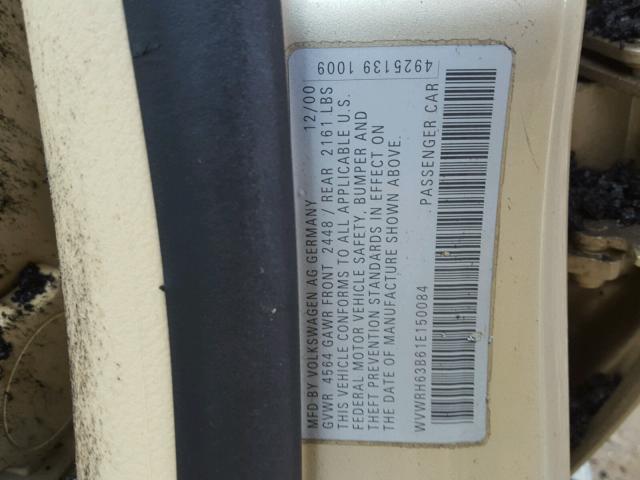 4925139 1009
MFD BY VOLKSWAGEN AG GERMANY 12/00
GVWR 4564 GAWR FRONT 2448 / REAR 2161 LBS
THIS VEHICLE CONFORMS TO ALL APPLICABLE U.S.
FEDERAL MOTOR VEHICLE SAFETY, BUMPER AND
THEFT PREVENTION STANDARDS IN EFFECT ON
THE DATE OF MANUFACTURE SHOWN ABOVE.
PASSENGER CAR
WVWRH63B61E150084